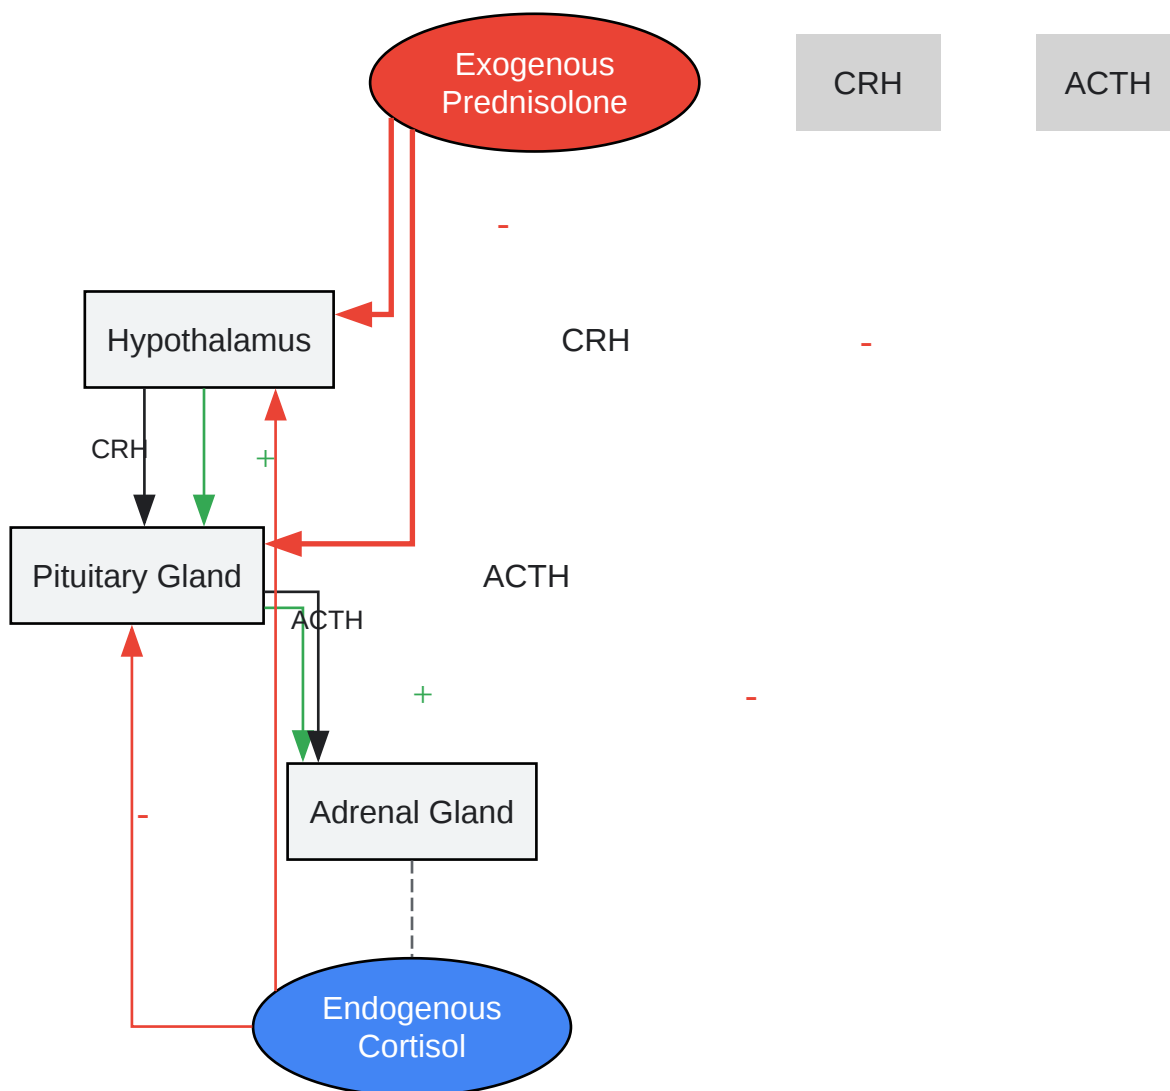 Exogenous
Prednisolone
CRH
ACTH
-
Hypothalamus
CRH
-
CRH
+
Pituitary Gland
ACTH
ACTH
+
-
Adrenal Gland
-
Endogenous
Cortisol